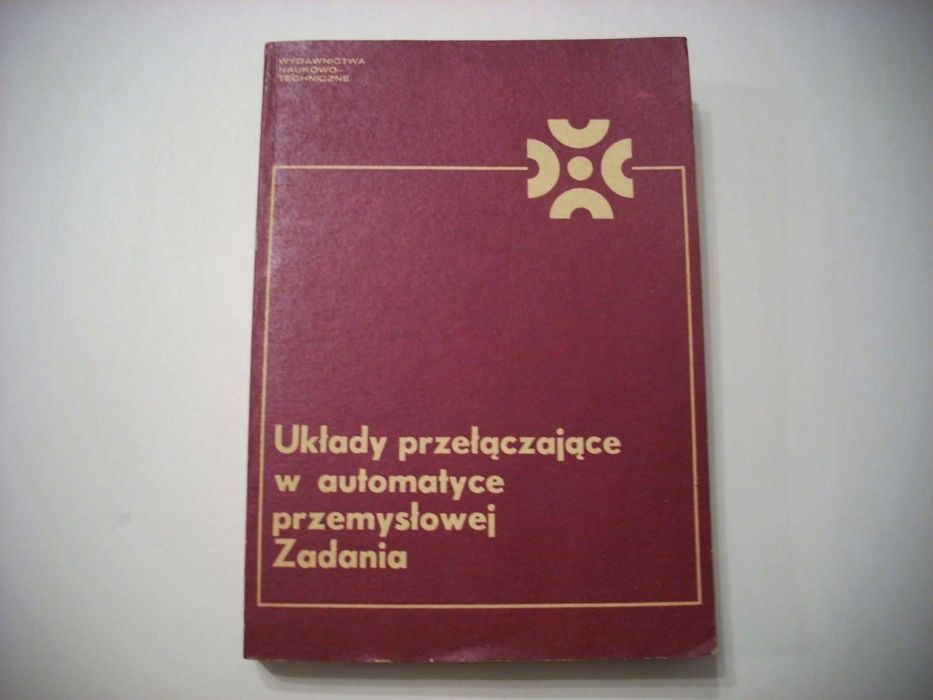 WYDAWNICTWA
NAUKOWO-
TECHNICZNE
Układy przełączające
w automatyce
przemysłowej
Zadania